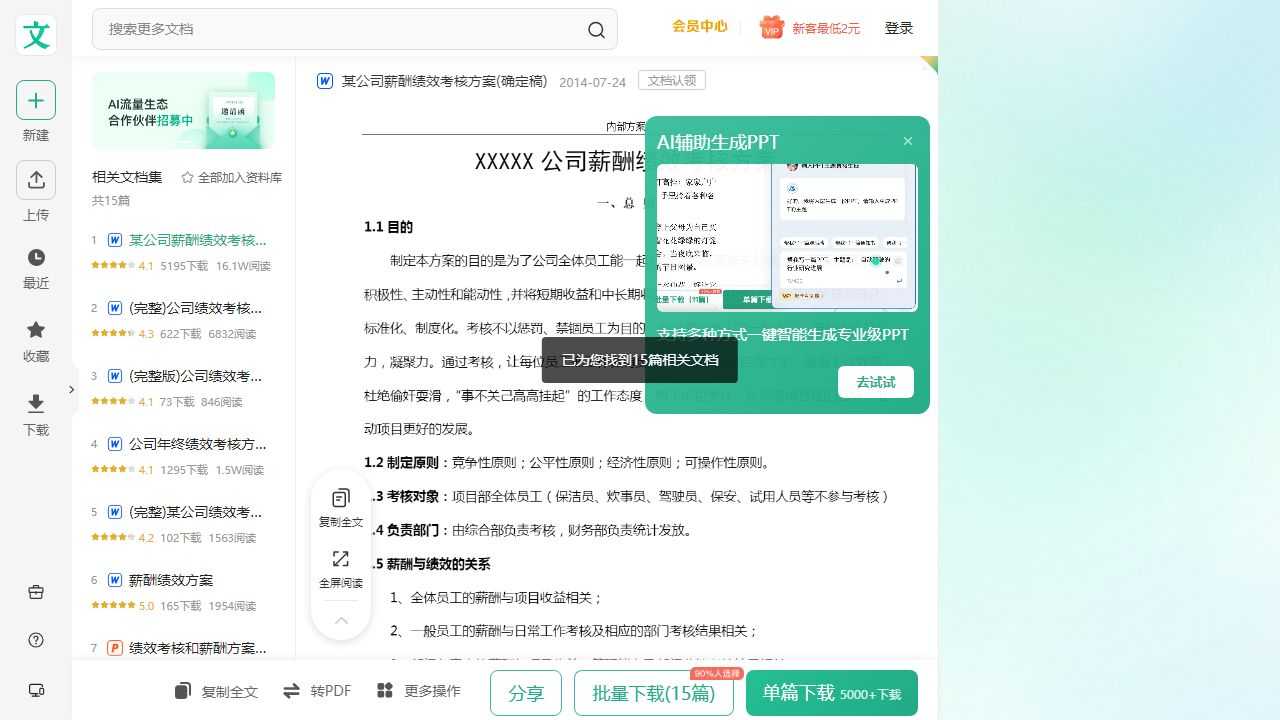 文
搜索更多文档
会员中心
VIP
新客最低2元
登录
新建
上传
最近
收藏
下载
AI流量生态
合作伙伴招募中
邀请函
相关文档集
全部加入资料库
共15篇
1 W 某公司薪酬绩效考核...
4.1 5195下载 16.1W阅读
2 W (完整)公司绩效考核...
4.3 622下载 6832阅读
3 W (完整版)公司绩效考...
4.1 73下载 846阅读
4 W 公司年终绩效考核方...
4.1 1295下载 1.5W阅读
5 W (完整)某公司绩效考...
4.2 102下载 1563阅读
6 W 薪酬绩效方案
5.0 165下载 1954阅读
7 P 绩效考核和薪酬方案...
W 某公司薪酬绩效考核方案(确定稿) 2014-07-24 文档认领
内部方案
XXXXX 公司薪酬绩
一、总
1.1 目的
制定本方案的目的是为了公司全体员工能一起
积极性、主动性和能动性，并将短期收益和中长期收
标准化、制度化。考核不以惩罚、禁锢员工为目的
力，凝聚力。通过考核，让每位员
杜绝偷奸耍滑，“事不关己高高挂起”的工作态度
动项目更好的发展。
1.2 制定原则：竞争性原则；公平性原则；经济性原则；可操作性原则。
1.3 考核对象：项目部全体员工（保洁员、炊事员、驾驶员、保安、试用人员等不参与考核）
.4 负责部门：由综合部负责考核，财务部负责统计发放。
.5 薪酬与绩效的关系
1、全体员工的薪酬与项目收益相关；
2、一般员工的薪酬与日常工作考核及相应的部门考核结果相关；
AI辅助生成PPT
支持多种方式一键智能生成专业级PPT
去试试
已为您找到15篇相关文档
复制全文
全屏阅读
复制全文
转PDF
更多操作
分享
批量下载(15篇)
90%人选择
单篇下载 5000+下载